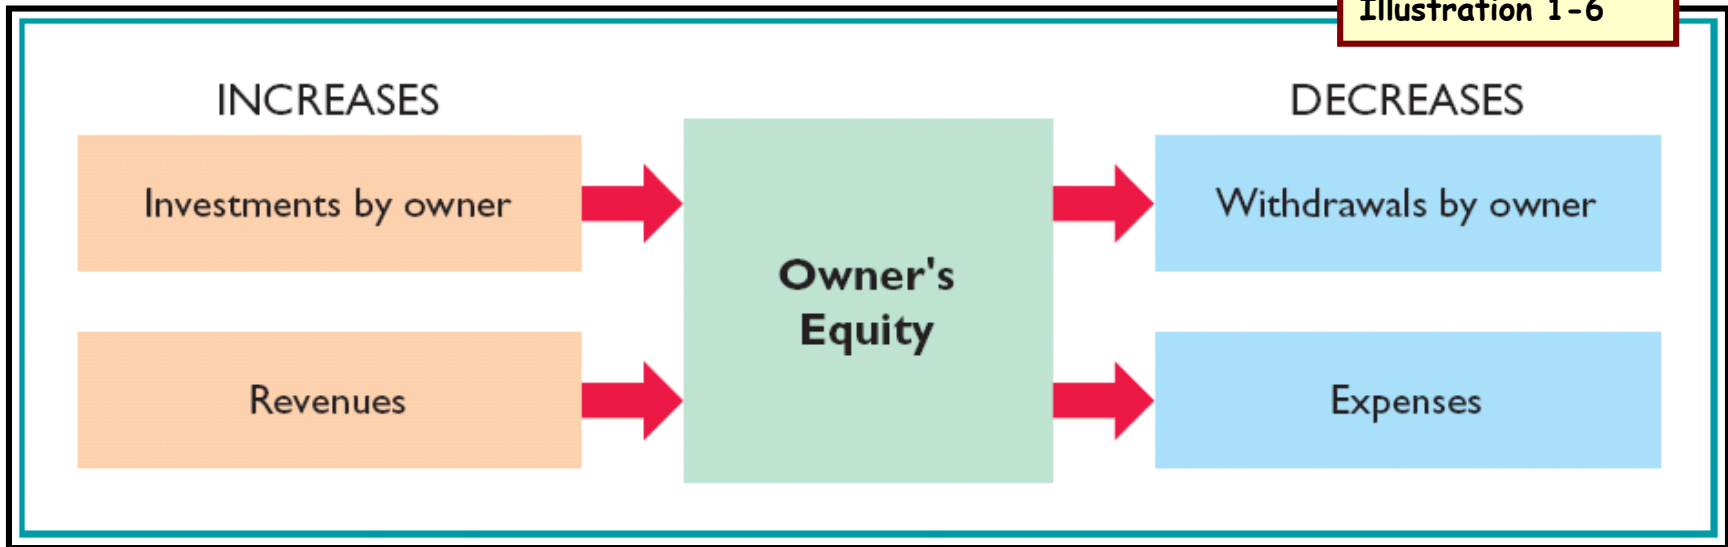 Illustration 1-6
INCREASES
DECREASES
Investments by owner
Withdrawals by owner
Owner's
Equity
Revenues
Expenses